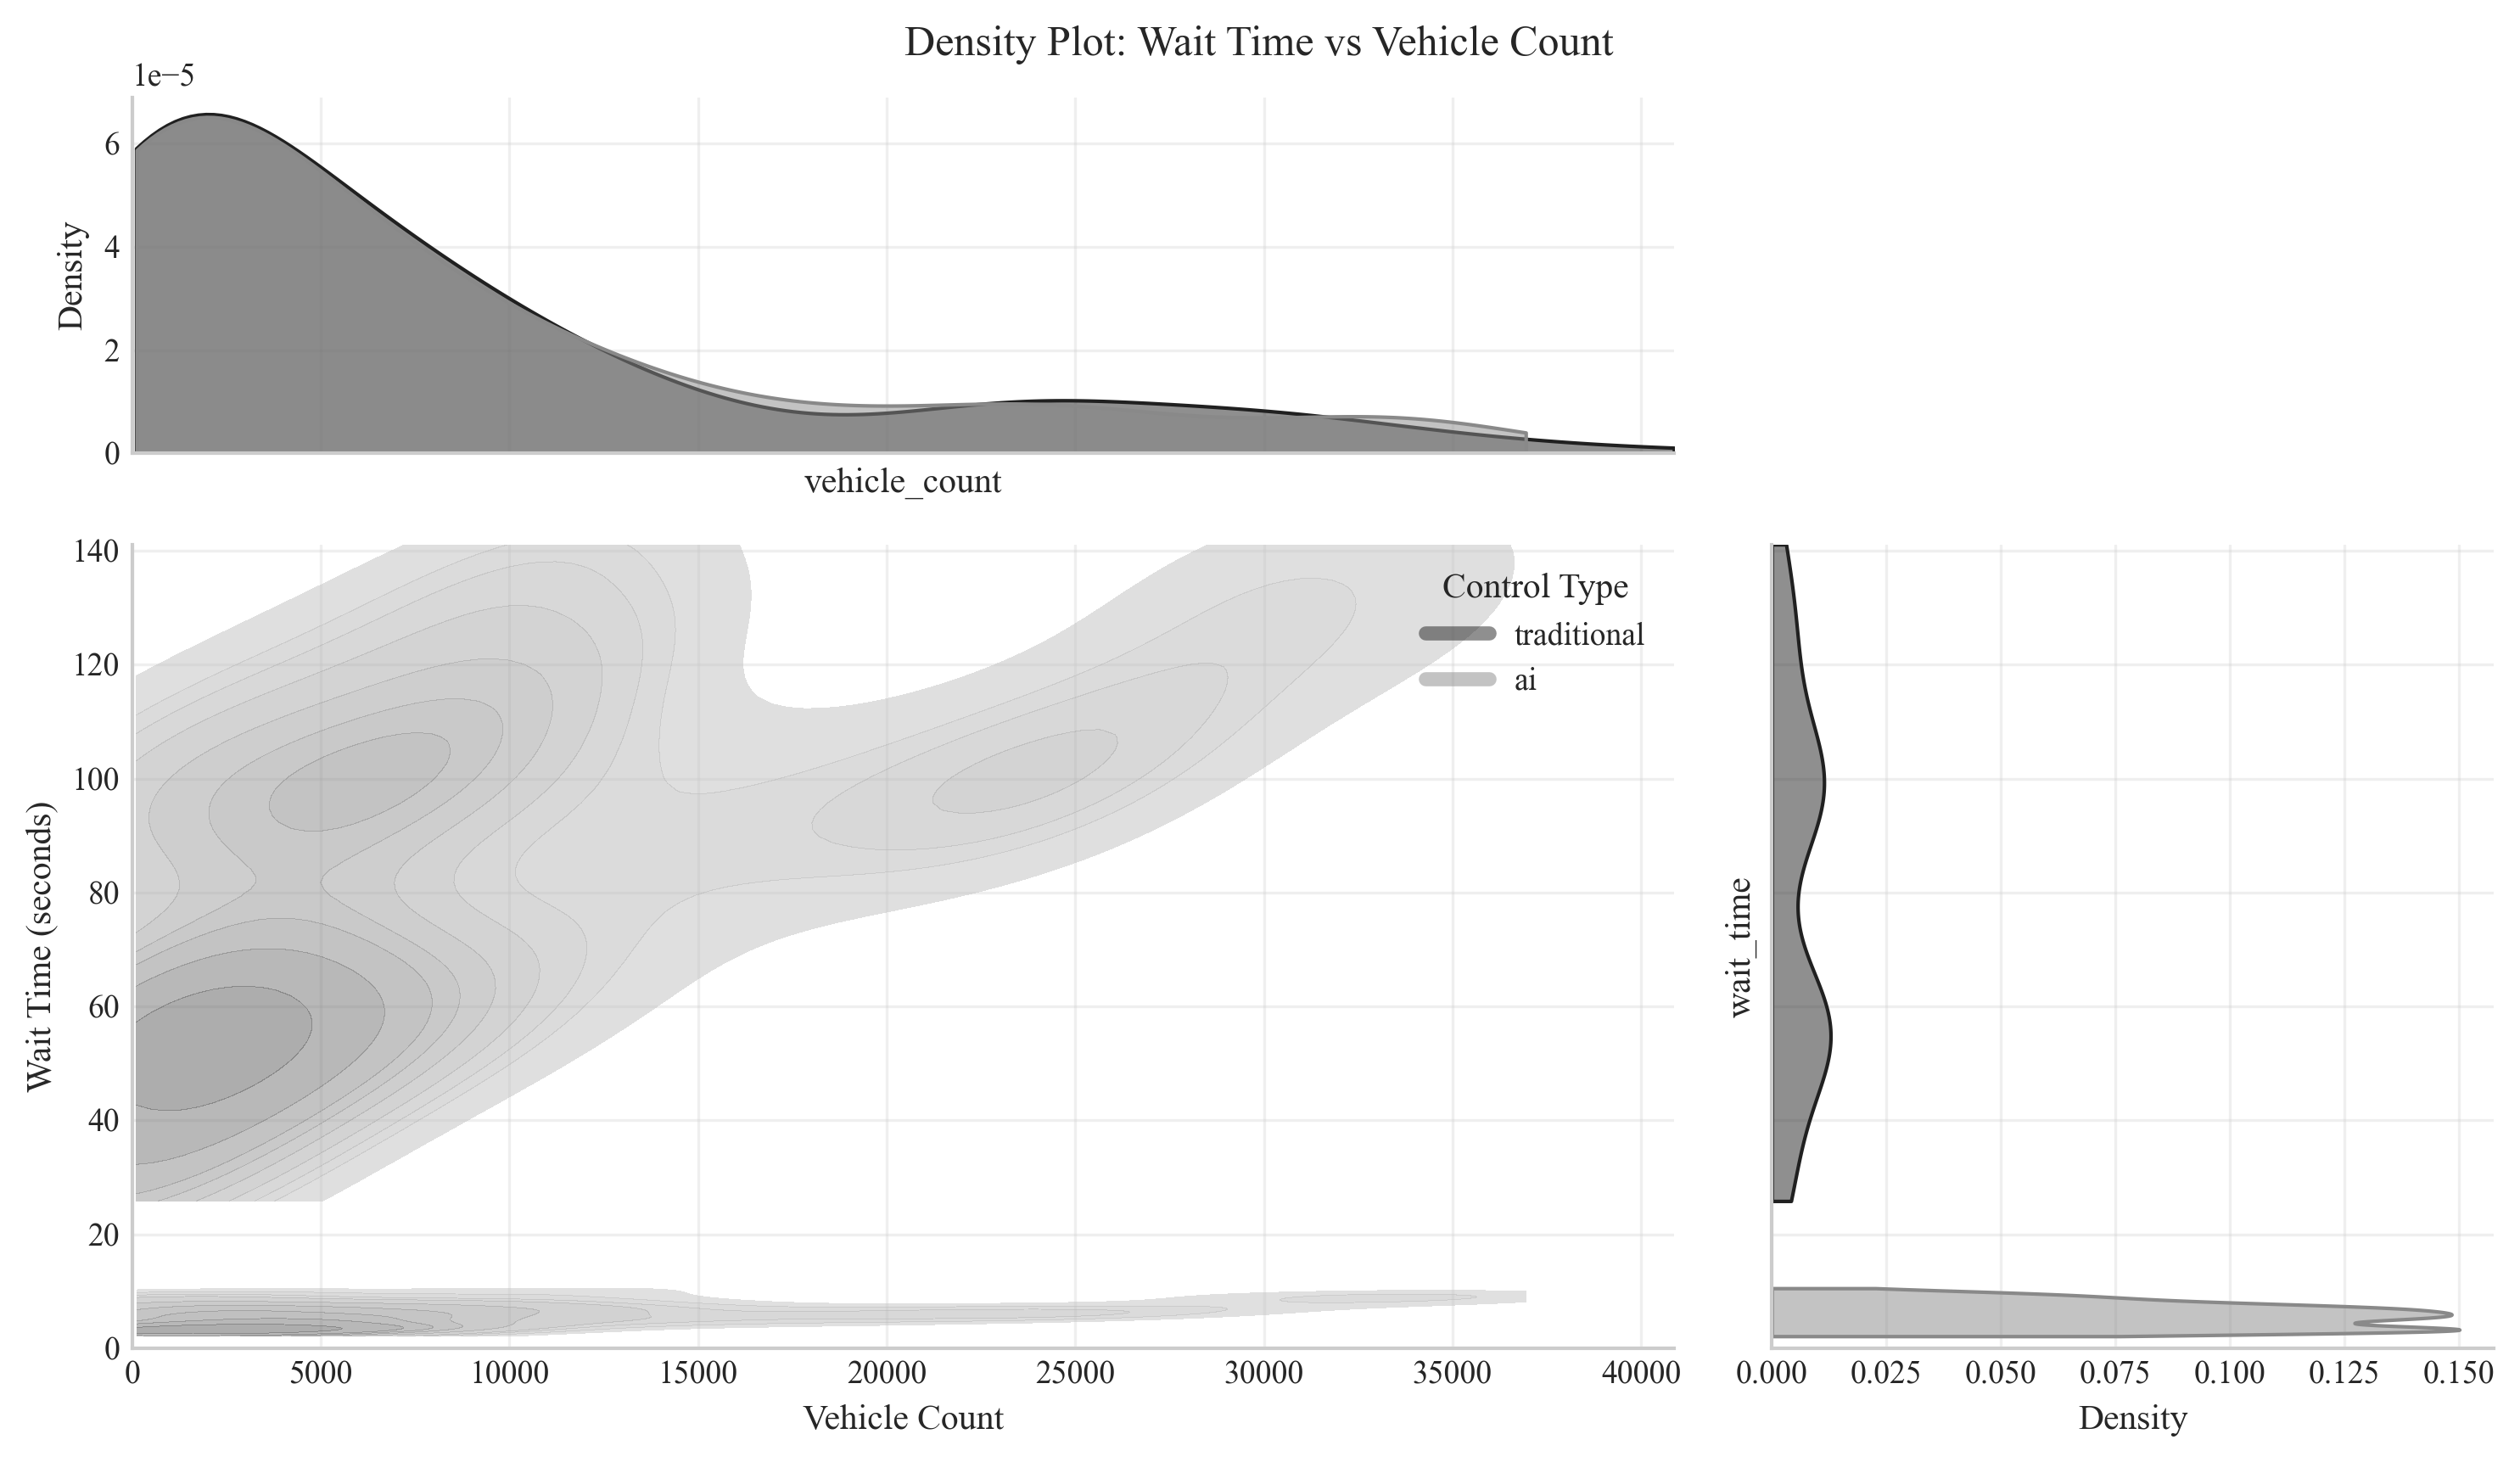 Density Plot: Wait Time vs Vehicle Count
1e−5
6
4
2
0
Density
vehicle_count
140
120
100
80
60
40
20
0
Wait Time (seconds)
Control Type
traditional
ai
0 5000 10000 15000 20000 25000 30000 35000 40000
Vehicle Count
wait_time
0.000 0.025 0.050 0.075 0.100 0.125 0.150
Density